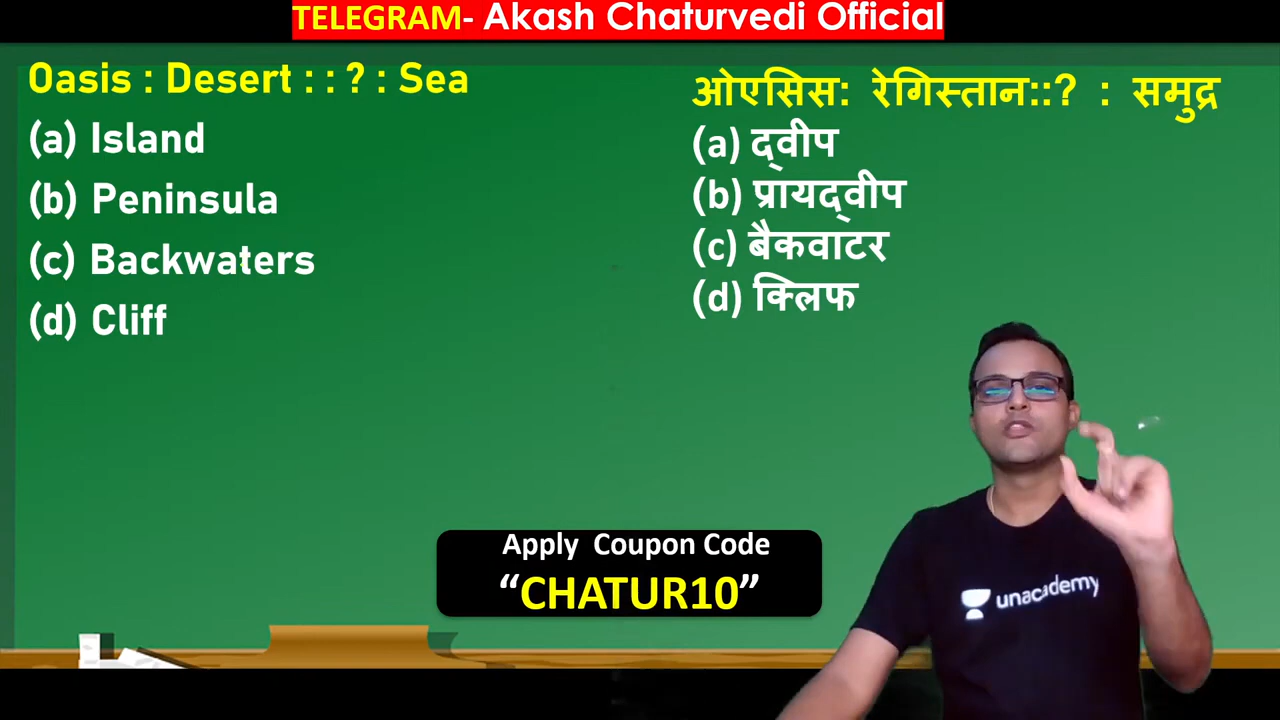 TELEGRAM- Akash Chaturvedi Official
Oasis : Desert : : ? : Sea
(a) Island
(b) Peninsula
(c) Backwaters
(d) Cliff
ओएसिस: रेगिस्तान::? : समुद्र
(a) द्वीप
(b) प्रायद्वीप
(c) बैकवाटर
(d) क्लिफ
Apply Coupon Code
“CHATUR10”
unacademy